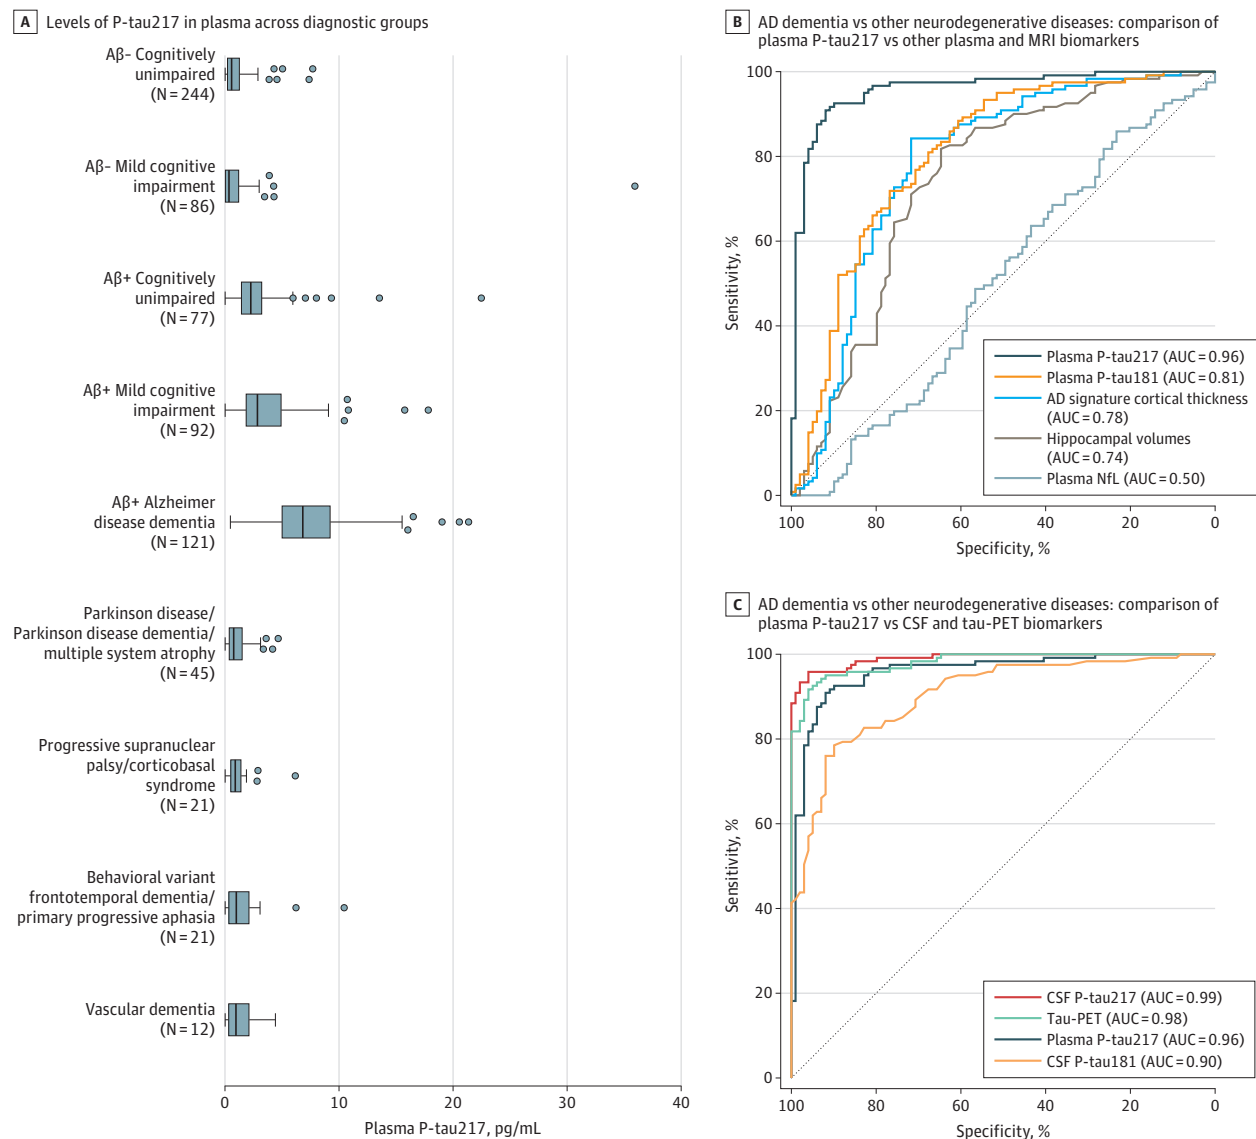 A Levels of P-tau217 in plasma across diagnostic groups
Aβ– Cognitively
unimpaired
(N = 244)
Aβ– Mild cognitive
impairment
(N = 86)
Aβ+ Cognitively
unimpaired
(N = 77)
Aβ+ Mild cognitive
impairment
(N = 92)
Aβ+ Alzheimer
disease dementia
(N = 121)
Parkinson disease/
Parkinson disease dementia/
multiple system atrophy
(N = 45)
Progressive supranuclear
palsy/corticobasal
syndrome
(N = 21)
Behavioral variant
frontotemporal dementia/
primary progressive aphasia
(N = 21)
Vascular dementia
(N = 12)
0 10 20 30 40
Plasma P-tau217, pg/mL
B AD dementia vs other neurodegenerative diseases: comparison of
plasma P-tau217 vs other plasma and MRI biomarkers
100
80
60
40
20
0
Sensitivity, %
Plasma P-tau217 (AUC = 0.96)
Plasma P-tau181 (AUC = 0.81)
AD signature cortical thickness
(AUC = 0.78)
Hippocampal volumes
(AUC = 0.74)
Plasma NfL (AUC = 0.50)
100 80 60 40 20 0
Specificity, %
C AD dementia vs other neurodegenerative diseases: comparison of
plasma P-tau217 vs CSF and tau-PET biomarkers
100
80
60
40
20
0
Sensitivity, %
CSF P-tau217 (AUC = 0.99)
Tau-PET (AUC = 0.98)
Plasma P-tau217 (AUC = 0.96)
CSF P-tau181 (AUC = 0.90)
100 80 60 40 20 0
Specificity, %